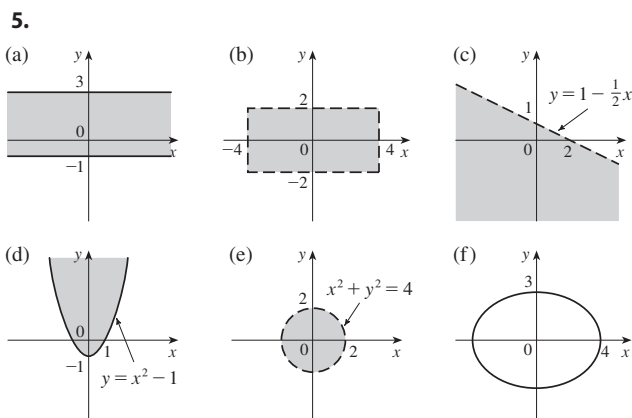 5.
(a)
y
3
0
x
−1
(b)
y
2
−4
0
4 x
−2
(c)
y
y = 1 − 1/2 x
1
0
2
x
(d)
y
0
1
x
−1
y = x² − 1
(e)
y
x² + y² = 4
2
0
2
x
(f)
y
3
0
4 x